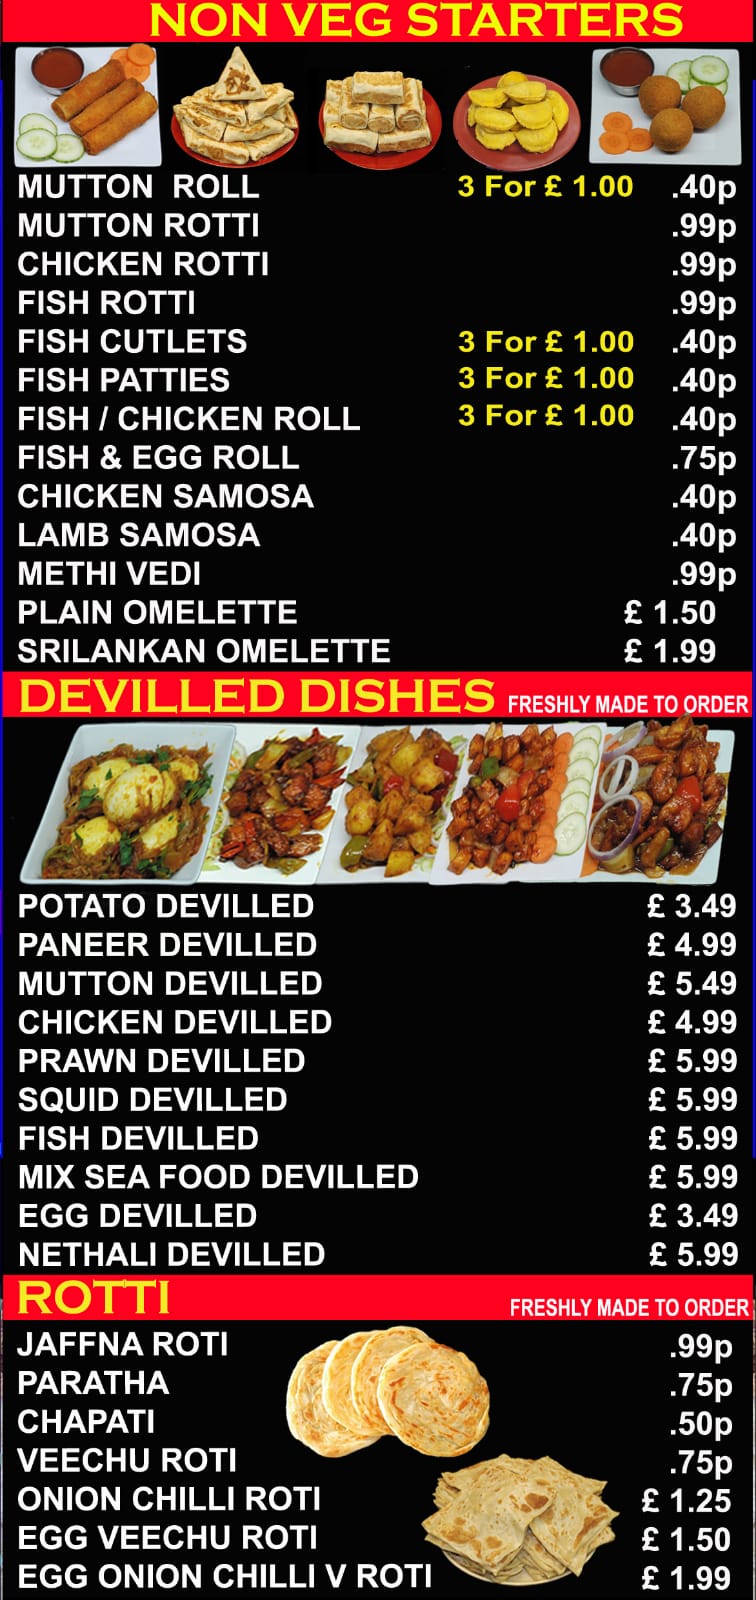 NON VEG STARTERS
MUTTON ROLL 3 For £ 1.00 .40p
MUTTON ROTTI .99p
CHICKEN ROTTI .99p
FISH ROTTI .99p
FISH CUTLETS 3 For £ 1.00 .40p
FISH PATTIES 3 For £ 1.00 .40p
FISH / CHICKEN ROLL 3 For £ 1.00 .40p
FISH & EGG ROLL .75p
CHICKEN SAMOSA .40p
LAMB SAMOSA .40p
METHI VEDI .99p
PLAIN OMELETTE £ 1.50
SRILANKAN OMELETTE £ 1.99
DEVILLED DISHES FRESHLY MADE TO ORDER
POTATO DEVILLED £ 3.49
PANEER DEVILLED £ 4.99
MUTTON DEVILLED £ 5.49
CHICKEN DEVILLED £ 4.99
PRAWN DEVILLED £ 5.99
SQUID DEVILLED £ 5.99
FISH DEVILLED £ 5.99
MIX SEA FOOD DEVILLED £ 5.99
EGG DEVILLED £ 3.49
NETHALI DEVILLED £ 5.99
ROTTI FRESHLY MADE TO ORDER
JAFFNA ROTI .99p
PARATHA .75p
CHAPATI .50p
VEECHU ROTI .75p
ONION CHILLI ROTI £ 1.25
EGG VEECHU ROTI £ 1.50
EGG ONION CHILLI V ROTI £ 1.99